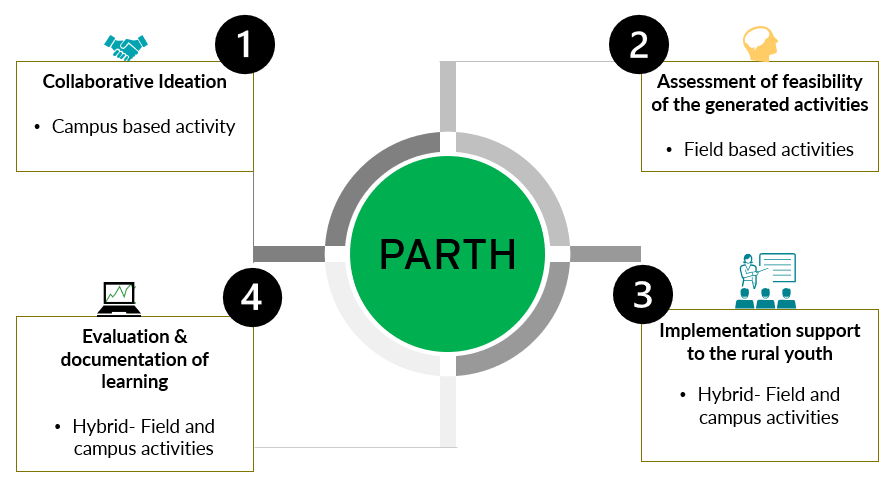 1
Collaborative Ideation
• Campus based activity
2
Assessment of feasibility
of the generated activities
• Field based activities
PARTH
3
Implementation support
to the rural youth
• Hybrid- Field and
campus activities
4
Evaluation &
documentation of
learning
• Hybrid- Field and
campus activities